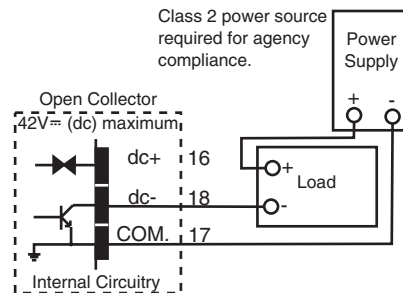 Class 2 power source
required for agency
compliance.
Power
Supply
+ -
Open Collector
42V⎓ (dc) maximum
dc+ 16
+
Load
dc- 18
-
COM. 17
Internal Circuitry